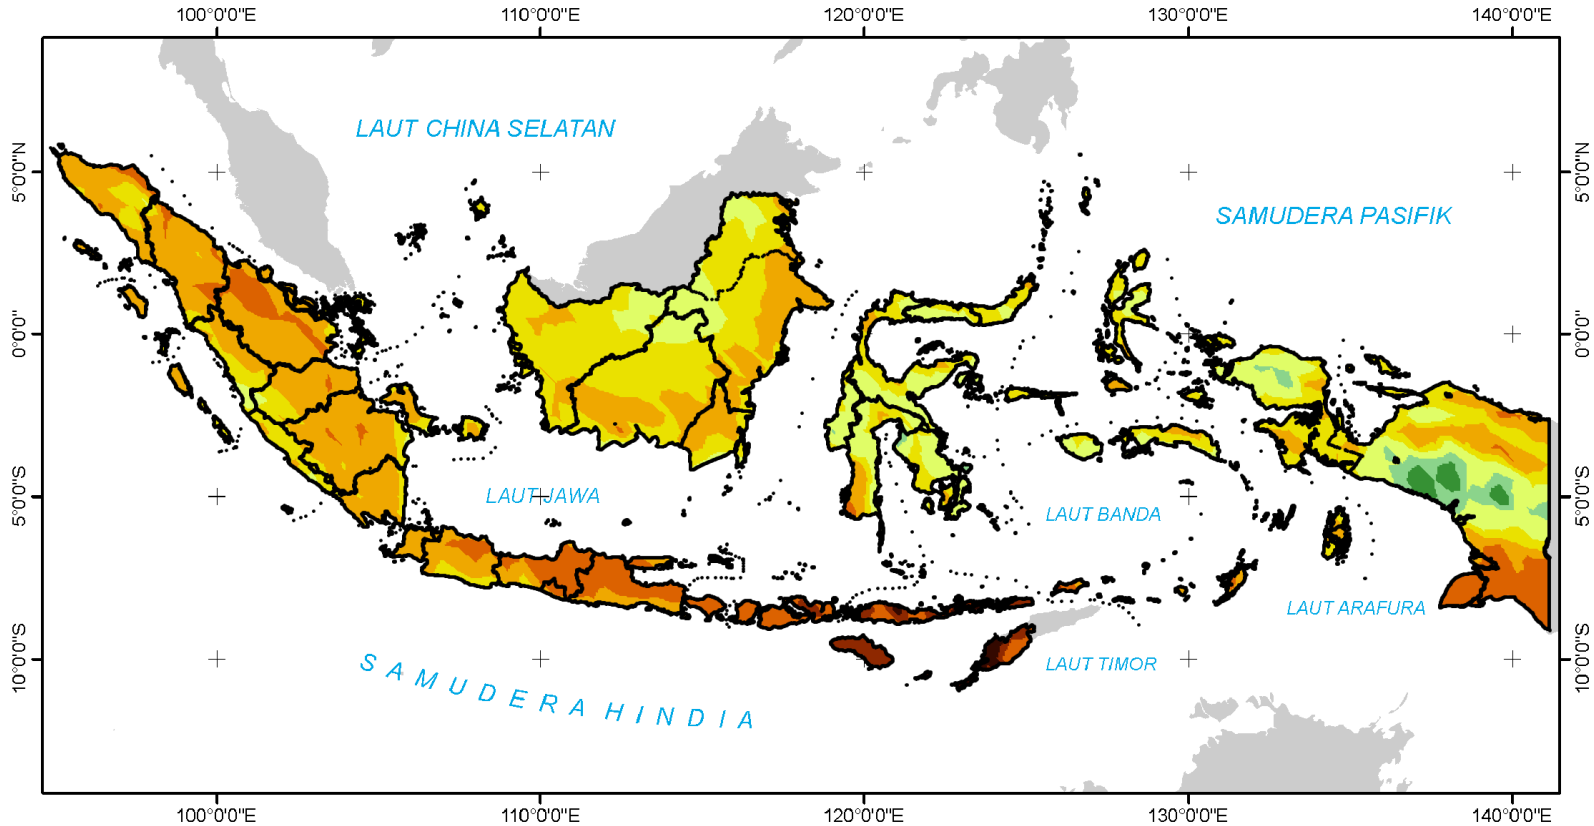 100°0'0"E
110°0'0"E
120°0'0"E
130°0'0"E
140°0'0"E
LAUT CHINA SELATAN
5°0'0"N
5°0'0"N
SAMUDERA PASIFIK
0°0'0"
0°0'0"
LAUT JAWA
5°0'0"S
5°0'0"S
LAUT BANDA
LAUT ARAFURA
10°0'0"S
10°0'0"S
LAUT TIMOR
SAMUDERA HINDIA
100°0'0"E
110°0'0"E
120°0'0"E
130°0'0"E
140°0'0"E